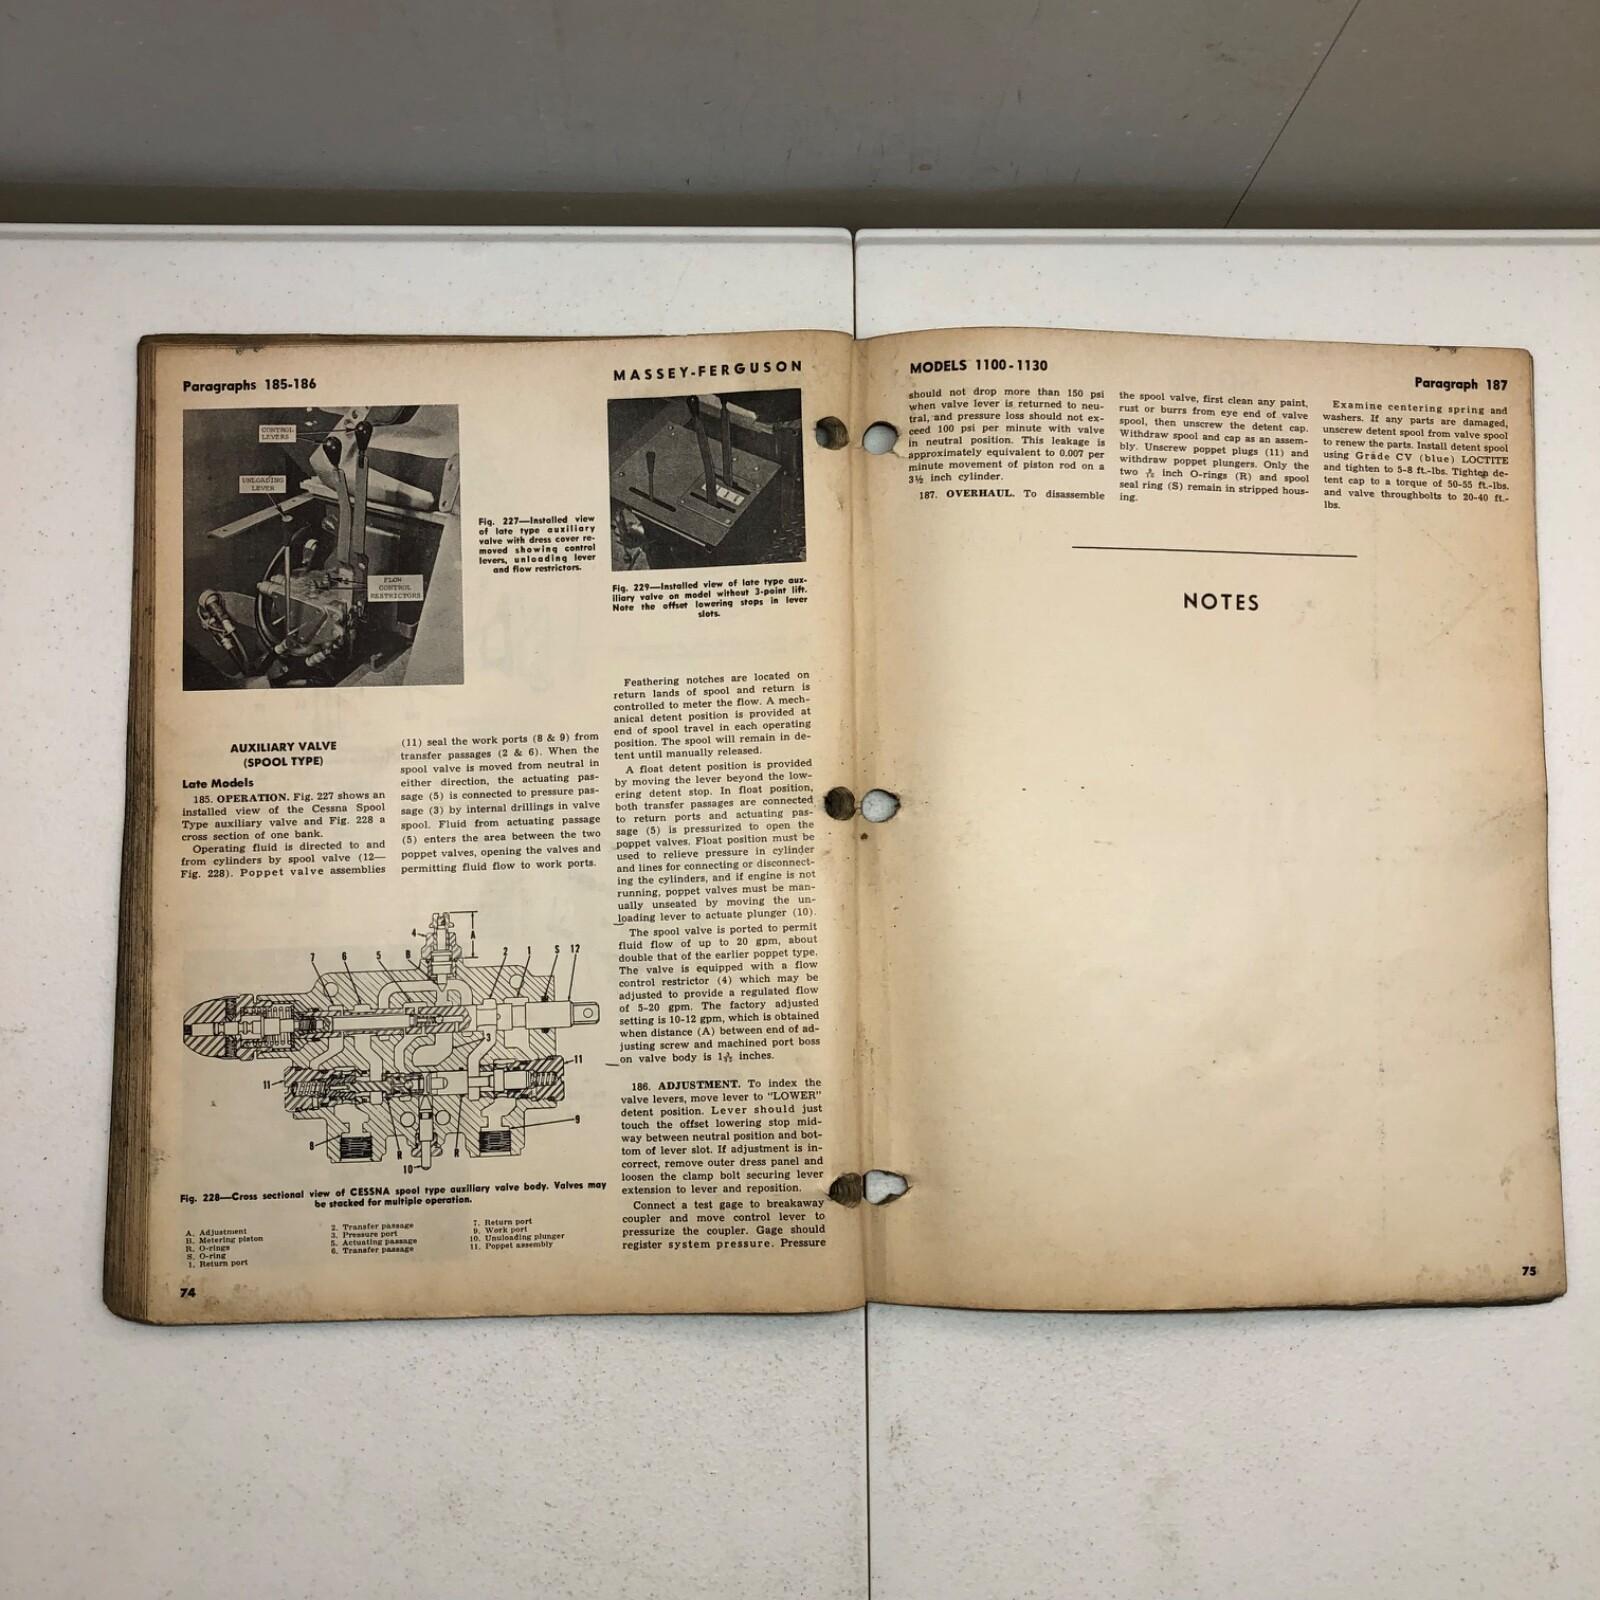 Paragraphs 185-186
MASSEY-FERGUSON
CONTROL
LEVERS
UNLOADING
LEVER
FLOW
CONTROL
RESTRICTORS
Fig. 227—Installed view
of late type auxiliary
valve with dress cover re-
moved showing control
levers, unloading lever
and flow restrictors.
Fig. 229—Installed view of late type aux-
iliary valve on model without 3-point lift.
Note the offset lowering stops in lever
slots.
AUXILIARY VALVE
(SPOOL TYPE)
Late Models
185. OPERATION. Fig. 227 shows an
installed view of the Cessna Spool
Type auxiliary valve and Fig. 228 a
cross section of one bank.
Operating fluid is directed to and
from cylinders by spool valve (12—
Fig. 228). Poppet valve assemblies
(11) seal the work ports (8 & 9) from
transfer passages (2 & 6). When the
spool valve is moved from neutral in
either direction, the actuating pas-
sage (5) is connected to pressure pas-
sage (3) by internal drillings in valve
spool. Fluid from actuating passage
(5) enters the area between the two
poppet valves, opening the valves and
permitting fluid flow to work ports.
4
A
7
6
5
B
2
1
S
12
3
11
11
8
R
10
R
9
Fig. 228—Cross sectional view of CESSNA spool type auxiliary valve body. Valves may
be stacked for multiple operation.
A. Adjustment
B. Metering piston
R. O-rings
S. O-ring
1. Return port
2. Transfer passage
3. Pressure port
5. Actuating passage
6. Transfer passage
7. Return port
9. Work port
10. Unuloading plunger
11. Poppet assembly
74
Feathering notches are located on
return lands of spool and return is
controlled to meter the flow. A mech-
anical detent position is provided at
end of spool travel in each operating
position. The spool will remain in de-
tent until manually released.
A float detent position is provided
by moving the lever beyond the low-
ering detent stop. In float position,
both transfer passages are connected
to return ports and actuating pas-
sage (5) is pressurized to open the
poppet valves. Float position must be
used to relieve pressure in cylinder
and lines for connecting or disconnect-
ing the cylinders, and if engine is not
running, poppet valves must be man-
ually unseated by moving the un-
loading lever to actuate plunger (10).
The spool valve is ported to permit
fluid flow of up to 20 gpm, about
double that of the earlier poppet type.
The valve is equipped with a flow
control restrictor (4) which may be
adjusted to provide a regulated flow
of 5-20 gpm. The factory adjusted
setting is 10-12 gpm, which is obtained
when distance (A) between end of ad-
justing screw and machined port boss
on valve body is inches.
186. ADJUSTMENT. To index the
valve levers, move lever to "LOWER"
detent position. Lever should just
touch the offset lowering stop mid-
way between neutral position and bot-
tom of lever slot. If adjustment is in-
correct, remove outer dress panel and
loosen the clamp bolt securing lever
extension to lever and reposition.
Connect a test gage to breakaway
coupler and move control lever to
pressurize the coupler. Gage should
register system pressure. Pressure
MODELS 1100-1130
Paragraph 187
should not drop more than 150 psi
when valve lever is returned to neu-
tral, and pressure loss should not ex-
ceed 100 psi per minute with valve
in neutral position. This leakage is
approximately equivalent to 0.007 per
minute movement of piston rod on a
3½ inch cylinder.
187. OVERHAUL. To disassemble
the spool valve, first clean any paint,
rust or burrs from eye end of valve
spool, then unscrew the detent cap.
Withdraw spool and cap as an assem-
bly. Unscrew poppet plugs (11) and
withdraw poppet plungers. Only the
two inch O-rings (R) and spool
seal ring (S) remain in stripped hous-
ing.
Examine centering spring and
washers. If any parts are damaged,
unscrew detent spool from valve spool
to renew the parts. Install detent spool
using Grade CV (blue) LOCTITE
and tighten to 5-8 ft.-lbs. Tighten de-
tent cap to a torque of 50-55 ft.-lbs.
and valve throughbolts to 20-40 ft.-
lbs.
NOTES
75